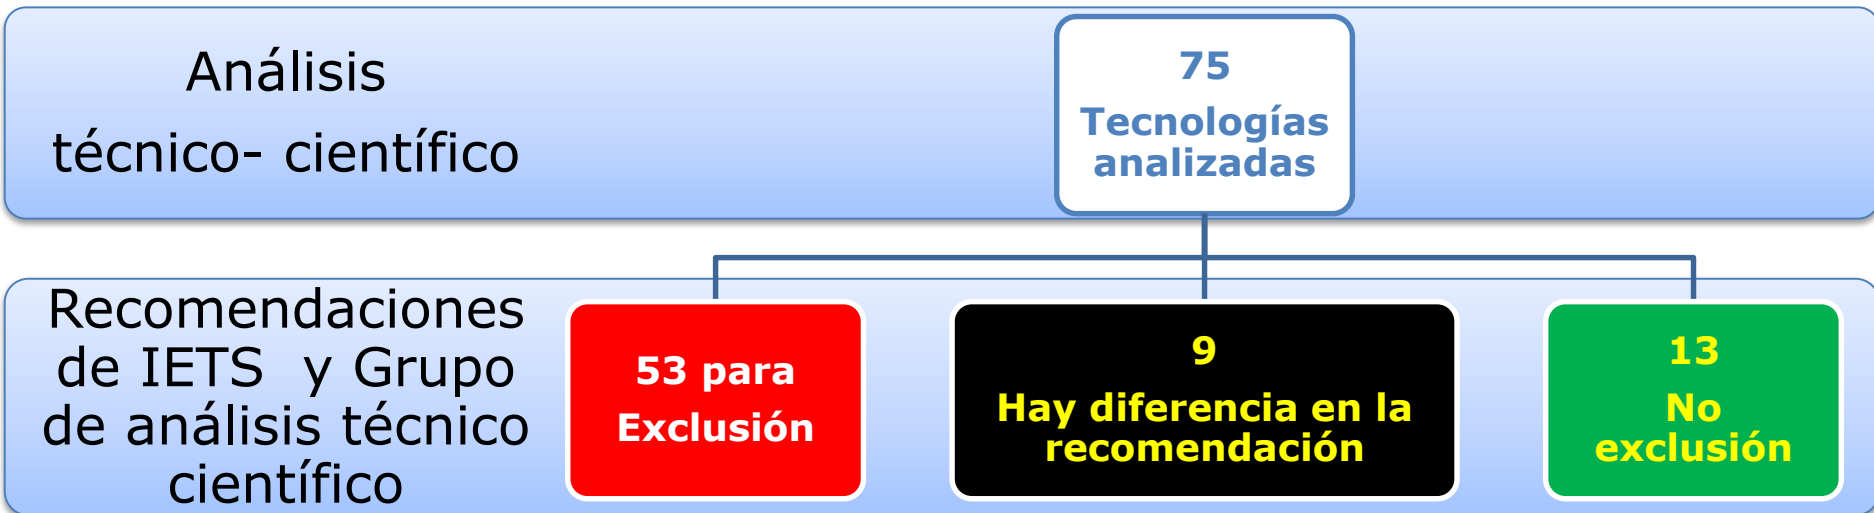 Análisis
técnico- científico
75
Tecnologías
analizadas
Recomendaciones
de IETS y Grupo
de análisis técnico
científico
53 para
Exclusión
9
Hay diferencia en la
recomendación
13
No
exclusión